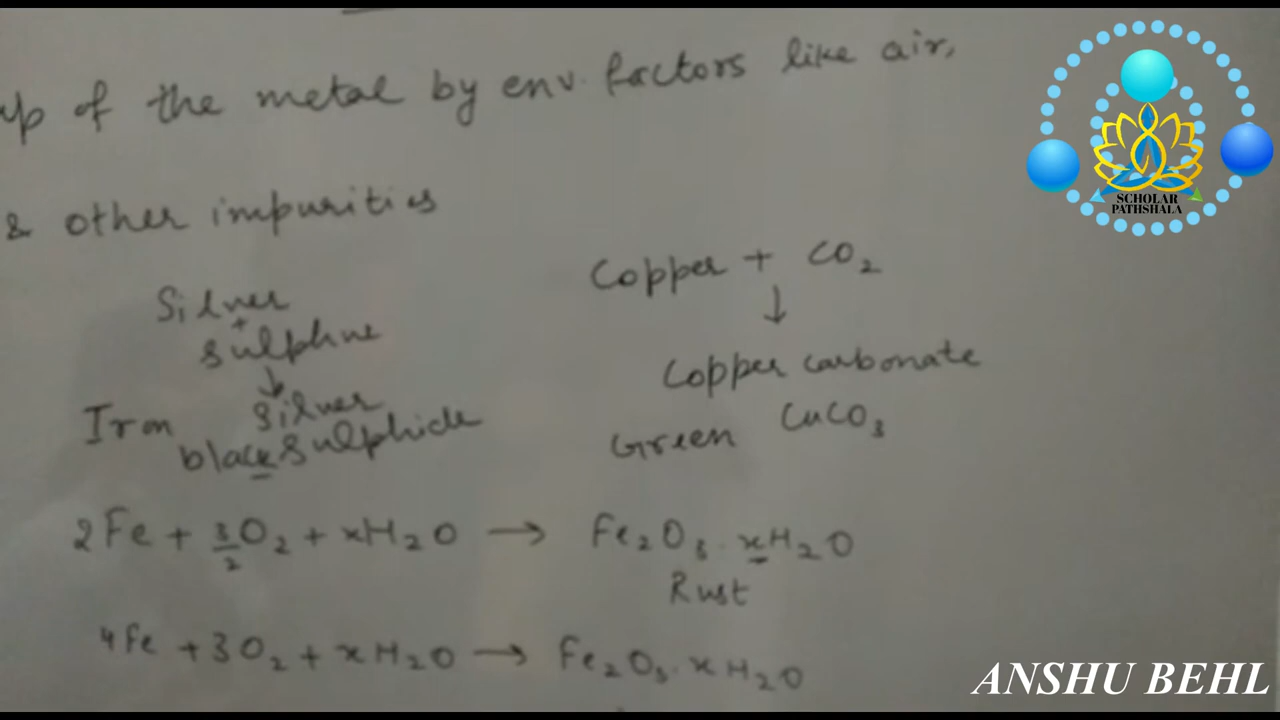 up of the metal by env. factors like air,
& other impurities
Silver
+
sulphur
↓
Silver
black Sulphide
Copper + CO₂
↓
Copper carbonate
Green CuCO₃
Iron
2Fe + 3/2 O₂ + xH₂O → Fe₂O₃·xH₂O
Rust
4Fe + 3O₂ + xH₂O → Fe₂O₃·xH₂O
SCHOLAR
PATHSHALA
ANSHU BEHL